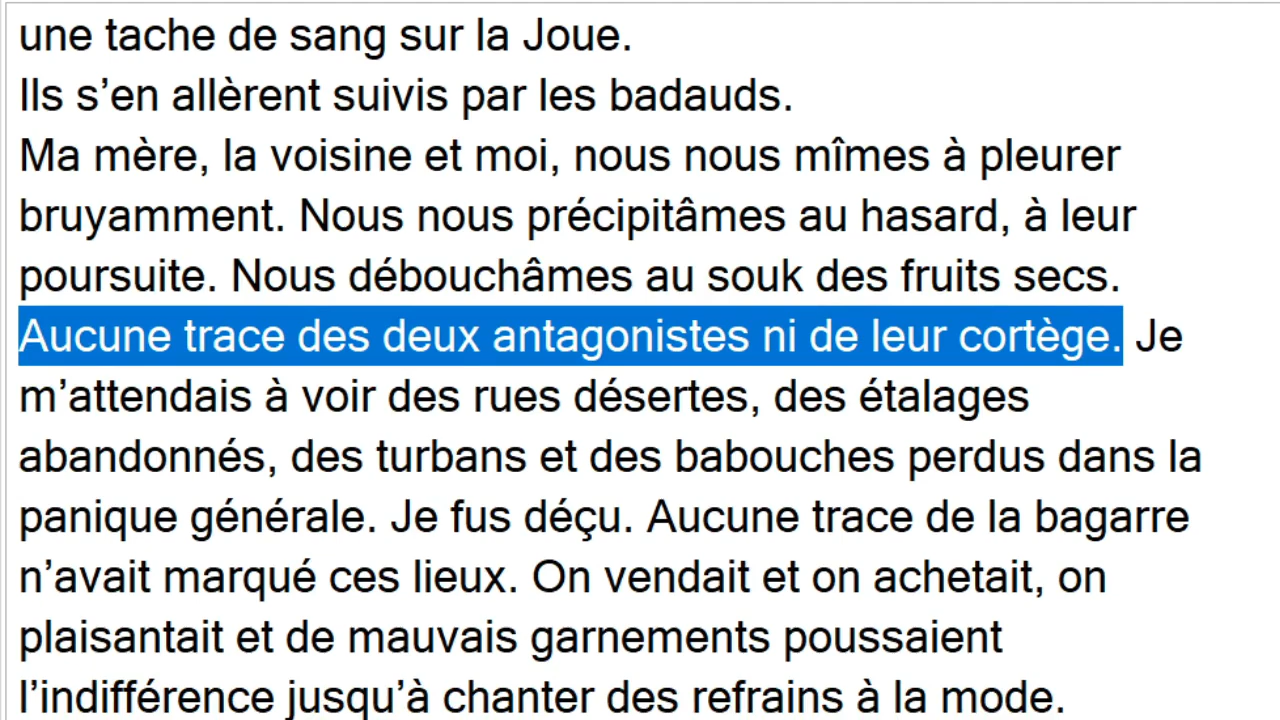 une tache de sang sur la Joue.
Ils s’en allèrent suivis par les badauds.
Ma mère, la voisine et moi, nous nous mîmes à pleurer
bruyamment. Nous nous précipitâmes au hasard, à leur
poursuite. Nous débouchâmes au souk des fruits secs.
Aucune trace des deux antagonistes ni de leur cortège. Je
m’attendais à voir des rues désertes, des étalages
abandonnés, des turbans et des babouches perdus dans la
panique générale. Je fus déçu. Aucune trace de la bagarre
n’avait marqué ces lieux. On vendait et on achetait, on
plaisantait et de mauvais garnements poussaient
l’indifférence jusqu’à chanter des refrains à la mode.